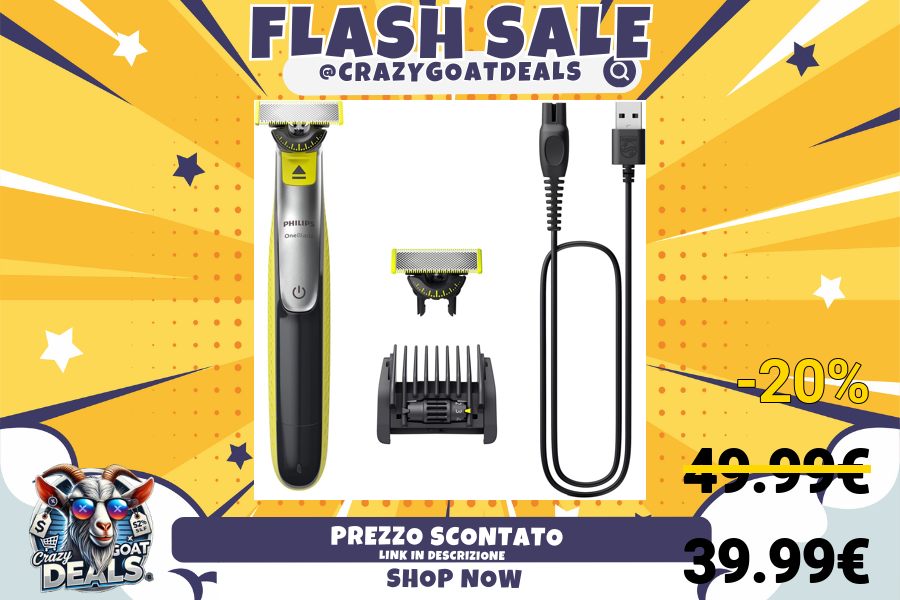 FLASH SALE
@CRAZYGOATDEALS
PHILIPS
OneBlade
-20%
49.99€
39.99€
PREZZO SCONTATO
LINK IN DESCRIZIONE
SHOP NOW
$
52%
Crazy
GOAT
DEALS